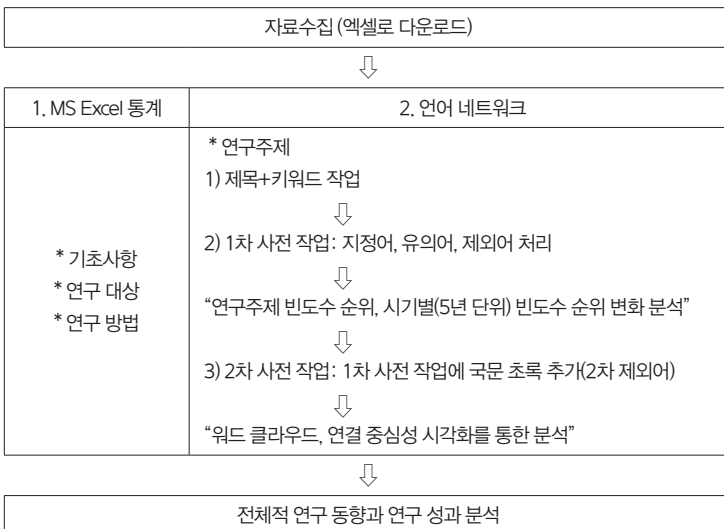 자료수집 (엑셀로 다운로드)
⇩
1. MS Excel 통계
2. 언어 네트워크
* 기초사항
* 연구 대상
* 연구 방법
* 연구주제
1) 제목+키워드 작업
⇩
2) 1차 사전 작업: 지정어, 유의어, 제외어 처리
⇩
“연구주제 빈도수 순위, 시기별(5년 단위) 빈도수 순위 변화 분석”
⇩
3) 2차 사전 작업: 1차 사전 작업에 국문 초록 추가(2차 제외어)
⇩
“워드 클라우드, 연결 중심성 시각화를 통한 분석”
⇩
전체적 연구 동향과 연구 성과 분석